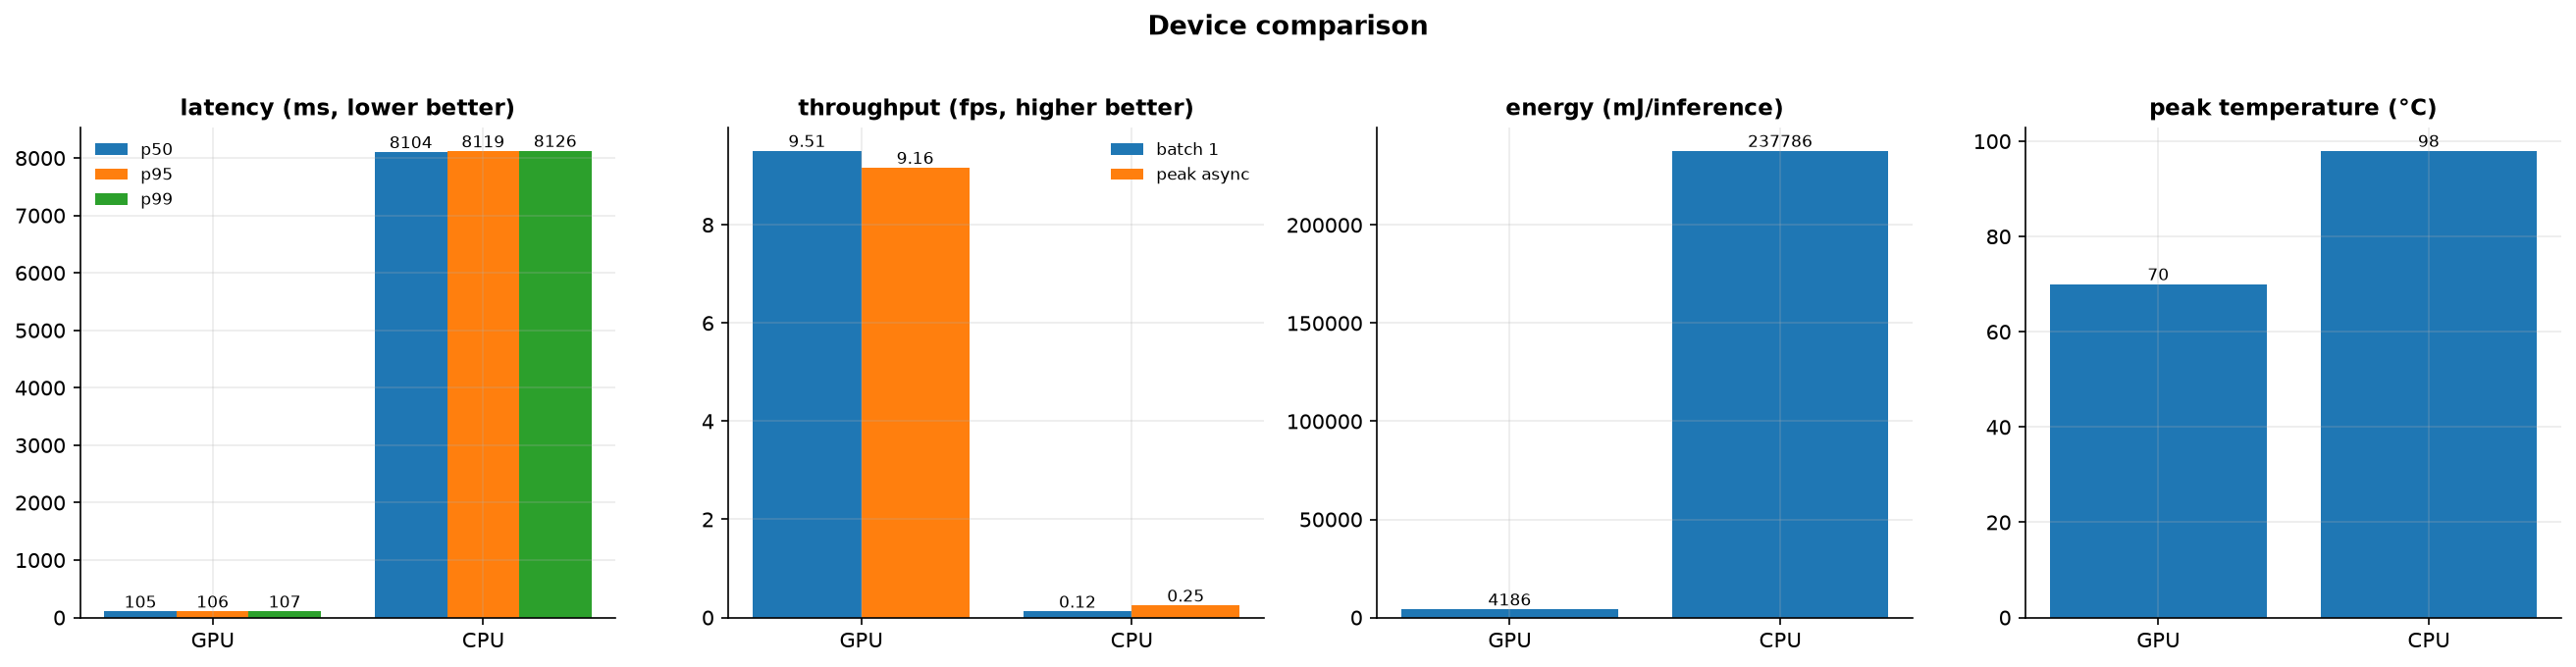 Device comparison
latency (ms, lower better)
8000
7000
6000
5000
4000
3000
2000
1000
0
p50
p95
p99
105
106
107
8104
8119
8126
GPU
CPU
throughput (fps, higher better)
8
6
4
2
0
batch 1
peak async
9.51
9.16
0.12
0.25
GPU
CPU
energy (mJ/inference)
200000
150000
100000
50000
0
4186
237786
GPU
CPU
peak temperature (°C)
100
80
60
40
20
0
70
98
GPU
CPU